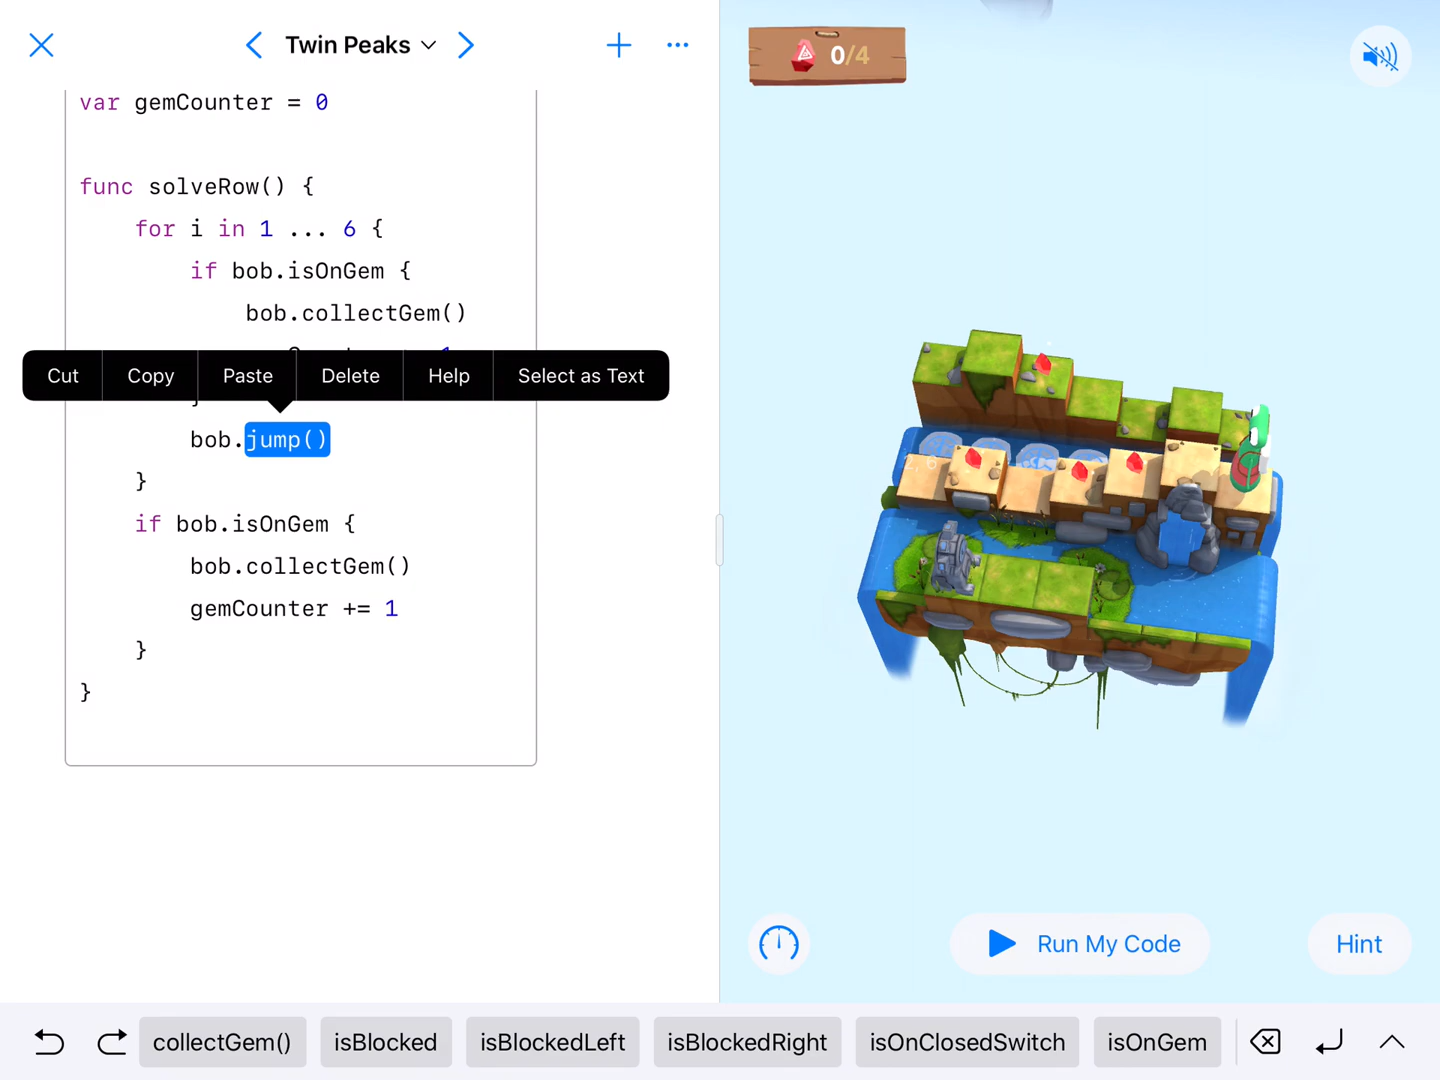 Twin Peaks
0/4
var gemCounter = 0
func solveRow() {
for i in 1 ... 6 {
if bob.isOnGem {
bob.collectGem()
Cut Copy Paste Delete Help Select as Text
bob.jump()
}
if bob.isOnGem {
bob.collectGem()
gemCounter += 1
}
}
Run My Code
Hint
collectGem() isBlocked isBlockedLeft isBlockedRight isOnClosedSwitch isOnGem